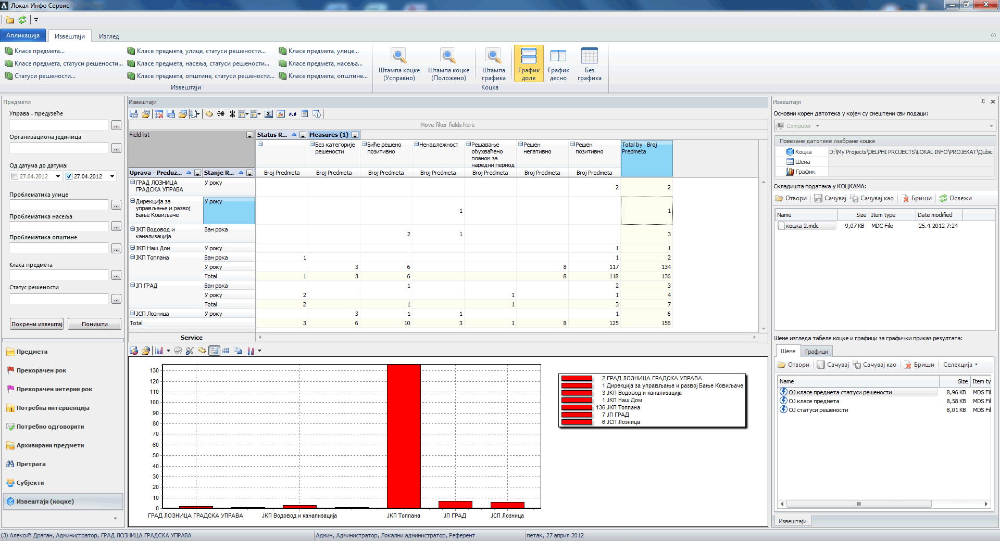 Локал Инфо Сервис
Апликација
Извештаји
Изглед
Класе предмета...
Класе предмета, улице, статуси решености...
Класе предмета, улице...
Класе предмета, статуси решености...
Класе предмета, насеља, статуси решености...
Класе предмета, насеља...
Статуси решености...
Класе предмета, општине, статуси решености...
Класе предмета, општине...
Извештаји
Штампа коцке (Усправно)
Штампа коцке (Положено)
Штампа графика
График доле
График десно
Без графика
Коцка
Предмети
Управа - предузеће
...
Организациона јединица
...
Од датума до датума:
27.04.2012
27.04.2012
Проблематика улице
...
Проблематика насеља
...
Проблематика општине
...
Класа предмета
...
Статус решености
...
Покрени извештај
Поништи
Предмети
Прекорачен рок
Прекорачен интерни рок
Потребна интервенција
Потребно одговорити
Архивирани предмети
Претрага
Субјекти
Извештаји (коцке)
Извештаји
Move filter fields here
Field list
Status R...
Measures (1)
Без категорије решености
Биће решено позитивно
Ненадлежност
Решавање обухваћено планом за наредни период
Решен негативно
Решен позитивно
Total by Broj Predmeta
Uprava - Preduz...
Stanje R...
Broj Predmeta
Broj Predmeta
Broj Predmeta
Broj Predmeta
Broj Predmeta
Broj Predmeta
Broj Predmeta
ГРАД ЛОЗНИЦА ГРАДСКА УПРАВА
У року
2
2
Дирекција за управљање и развој Бање Ковиљаче
У року
1
1
ЈКП Водовод и канализација
Ван рока
2
1
3
ЈКП Наш Дом
У року
1
1
ЈКП Топлана
Ван рока
1
1
2
У року
3
6
8
117
134
Total
1
3
6
8
118
136
ЈП ГРАД
Ван рока
1
2
3
У року
2
1
1
4
Total
2
1
1
3
7
ЈСП Лозница
У року
3
1
1
1
6
Total
3
6
10
3
1
8
125
156
Service
130
120
110
100
90
80
70
60
50
40
30
20
10
0
ГРАД ЛОЗНИЦА ГРАДСКА УПРАВА
ЈКП Водовод и канализација
ЈКП Топлана
ЈП ГРАД
ЈСП Лозница
2 ГРАД ЛОЗНИЦА ГРАДСКА УПРАВА
1 Дирекција за управљање и развој Бање Ковиљаче
3 ЈКП Водовод и канализација
1 ЈКП Наш Дом
136 ЈКП Топлана
7 ЈП ГРАД
6 ЈСП Лозница
Извештаји
Основни корен датотека у којем су смештени сви подаци:
Computer
Повезане датотеке изабране коцке
Коцка
D:\My Projects\DELPHI PROJECTS\LOKAL INFO\PROJEKAT\Qubic
Шема
График
Складишта података у КОЦКАМА:
Отвори
Сачувај
Сачувај као
Бриши
Освежи
Name
Size
Item type
Date modified
коцка 2.mdc
9,07 KB
MDC File
25.4.2012 7:24
Шеме изгледа табеле коцке и графици за графички приказ резултата:
Шеме
Графици
Отвори
Сачувај
Сачувај као
Бриши
Селекција
Name
Size
Item ty
ОЈ класе предмета статуси решености
8,96 KB
MDS Fil
ОЈ класе предмета
8,58 KB
MDS Fil
ОЈ статуси решености
8,01 KB
MDS Fil
Извештаји
(3) Алексић Драган, Администратор, ГРАД ЛОЗНИЦА ГРАДСКА УПРАВА
Админ, Администратор, Локални администратор, Референт
петак, 27 април 2012